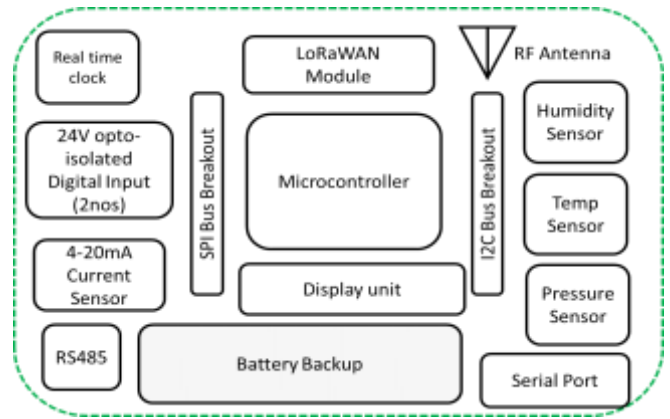 Real time
clock
LoRaWAN
Module
RF Antenna
24V opto-
isolated
Digital Input
(2nos)
SPI Bus Breakout
Microcontroller
I2C Bus Breakout
Humidity
Sensor
Temp
Sensor
4-20mA
Current
Sensor
Display unit
Pressure
Sensor
RS485
Battery Backup
Serial Port